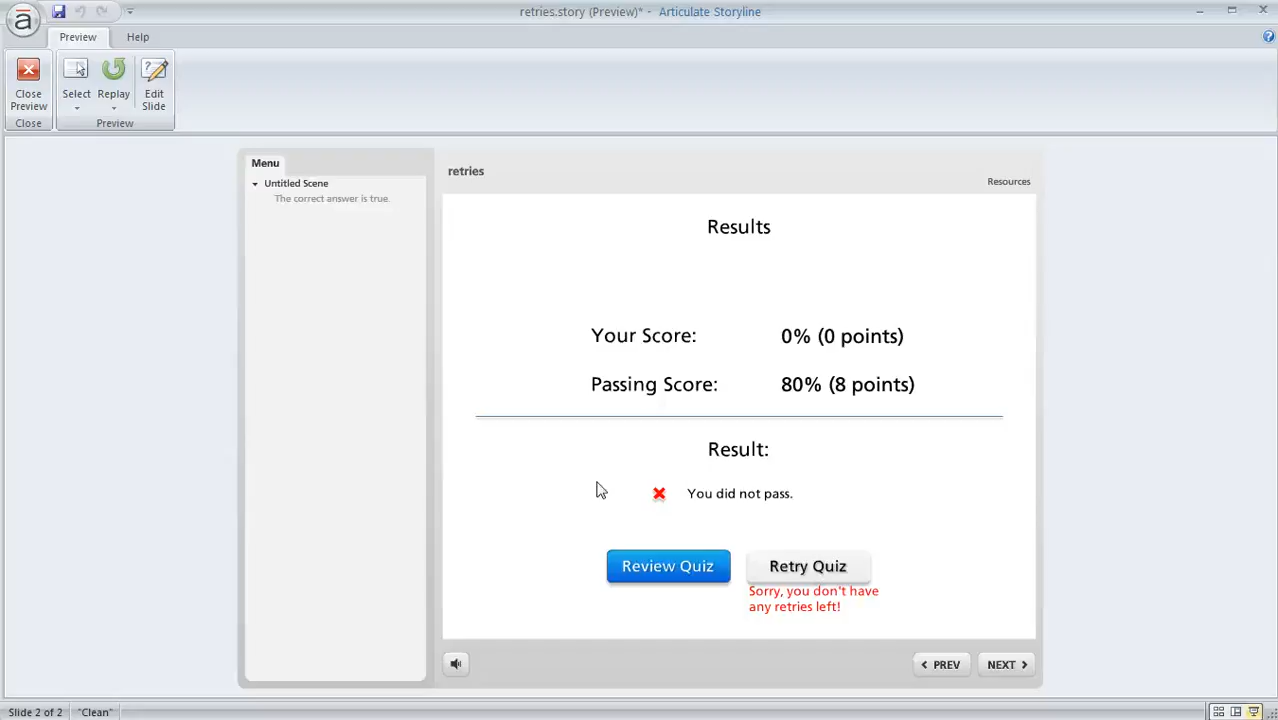 retries.story (Preview)* - Articulate Storyline
Preview
Help
Close Preview
Select
Replay
Edit Slide
Close
Preview
Menu
Untitled Scene
The correct answer is true.
retries
Resources
Results
Your Score: 0% (0 points)
Passing Score: 80% (8 points)
Result:
You did not pass.
Review Quiz
Retry Quiz
Sorry, you don't have
any retries left!
PREV
NEXT
Slide 2 of 2
"Clean"